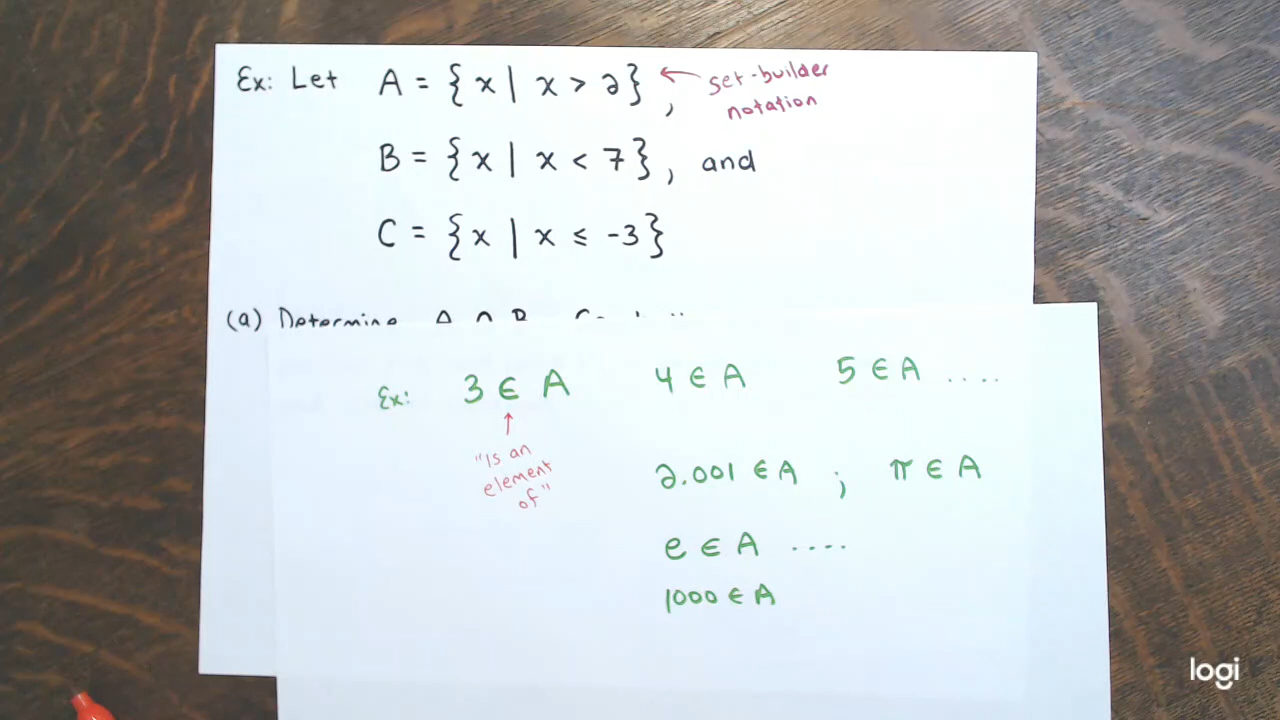 Ex: Let A = { x | x > 2 } , ← set-builder notation
B = { x | x < 7 } , and
C = { x | x ≤ -3 }
(a) Determine A ∩ B.
Ex: 3 ∈ A 4 ∈ A 5 ∈ A ....
↑
"is an element of"
2.001 ∈ A ; π ∈ A
e ∈ A ....
1000 ∈ A
logi